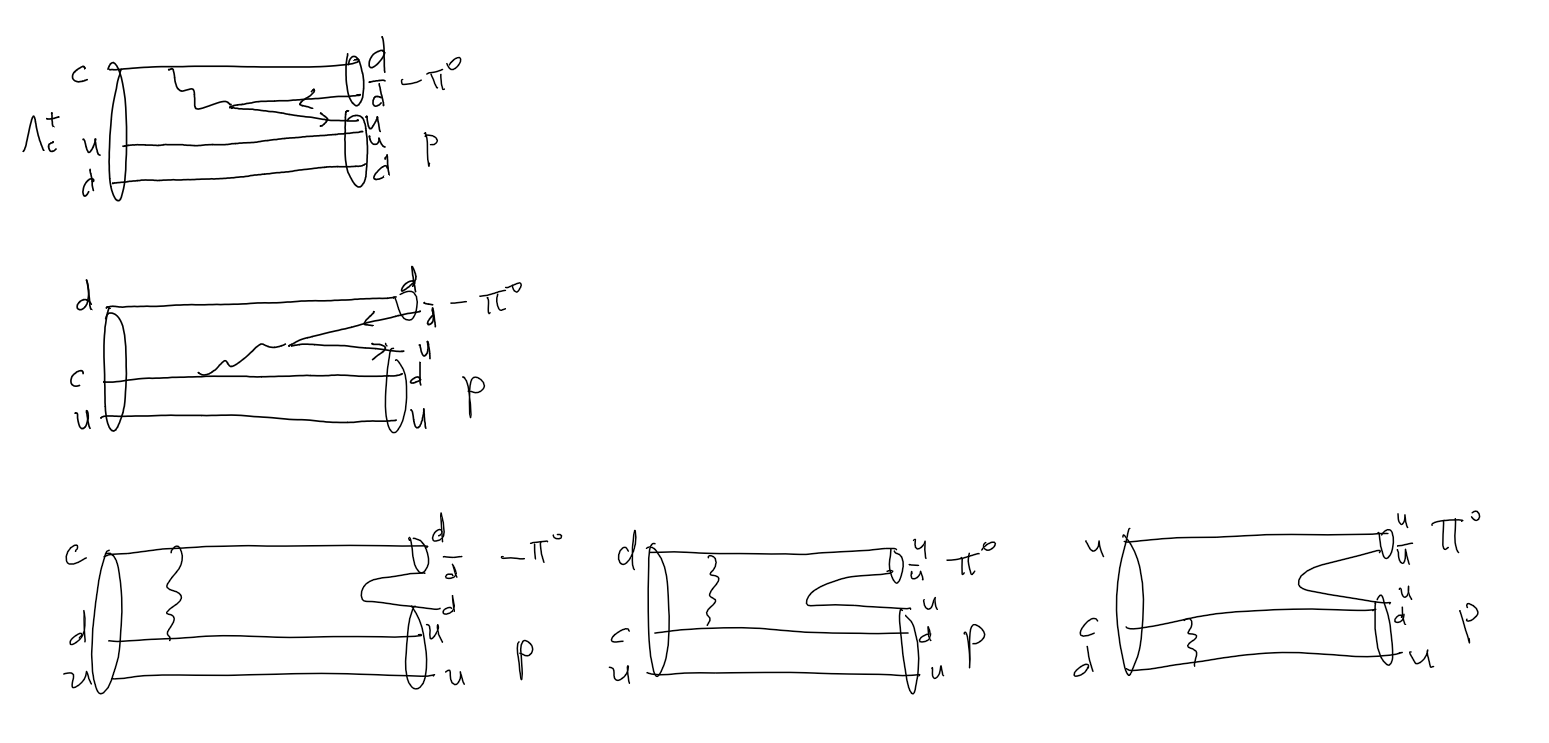 c d
d̄ - π⁰
Λc⁺ u u
u p
d d
d d
d̄ - π⁰
u
c d p
u u
c d
d̄ - π⁰
d
d u p
u u
d u
ū π⁰
u
c d p
u u
u u
ū π⁰
u
c d p
d u